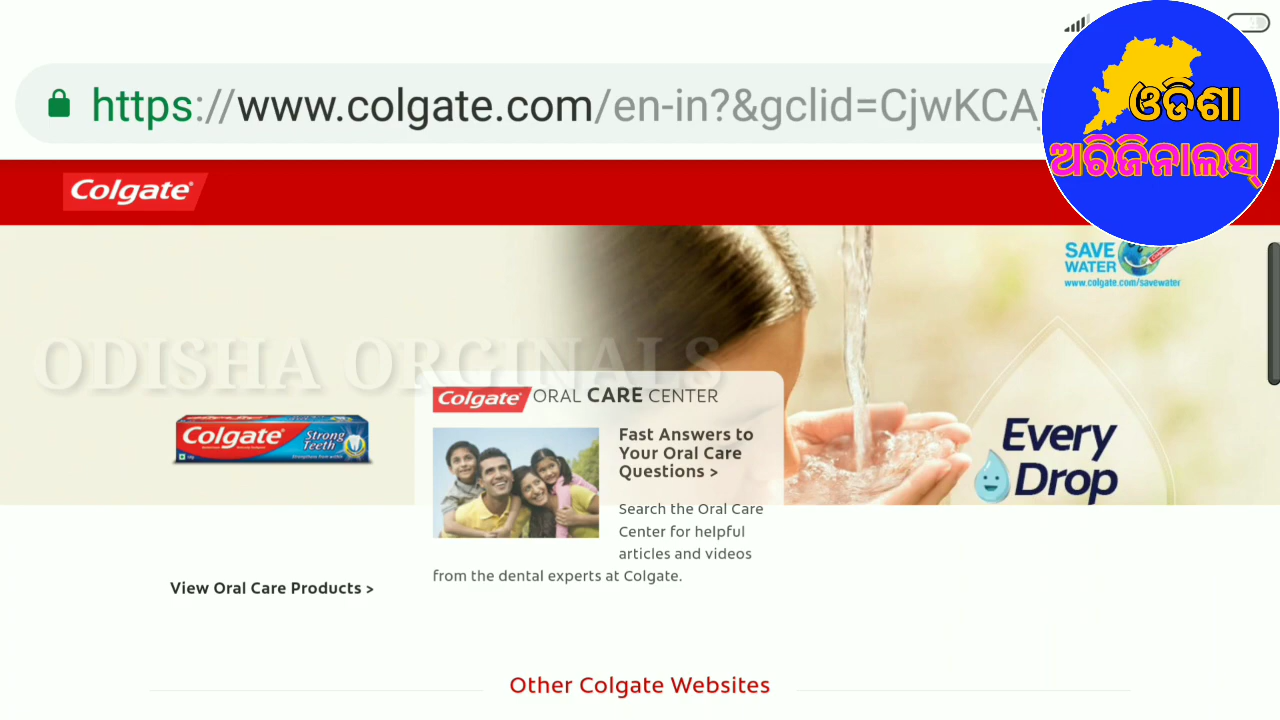 https://www.colgate.com/en-in?&gclid=CjwKCA
ଓଡିଶା
ଅରିଜିନାଲସ୍
Colgate
SAVE
WATER
www.colgate.com/savewater
ODISHA ORGINALS
Colgate ORAL CARE CENTER
Colgate Strong
Teeth
Fast Answers to
Your Oral Care
Questions >
Search the Oral Care
Center for helpful
articles and videos
from the dental experts at Colgate.
Every
Drop
View Oral Care Products >
Other Colgate Websites